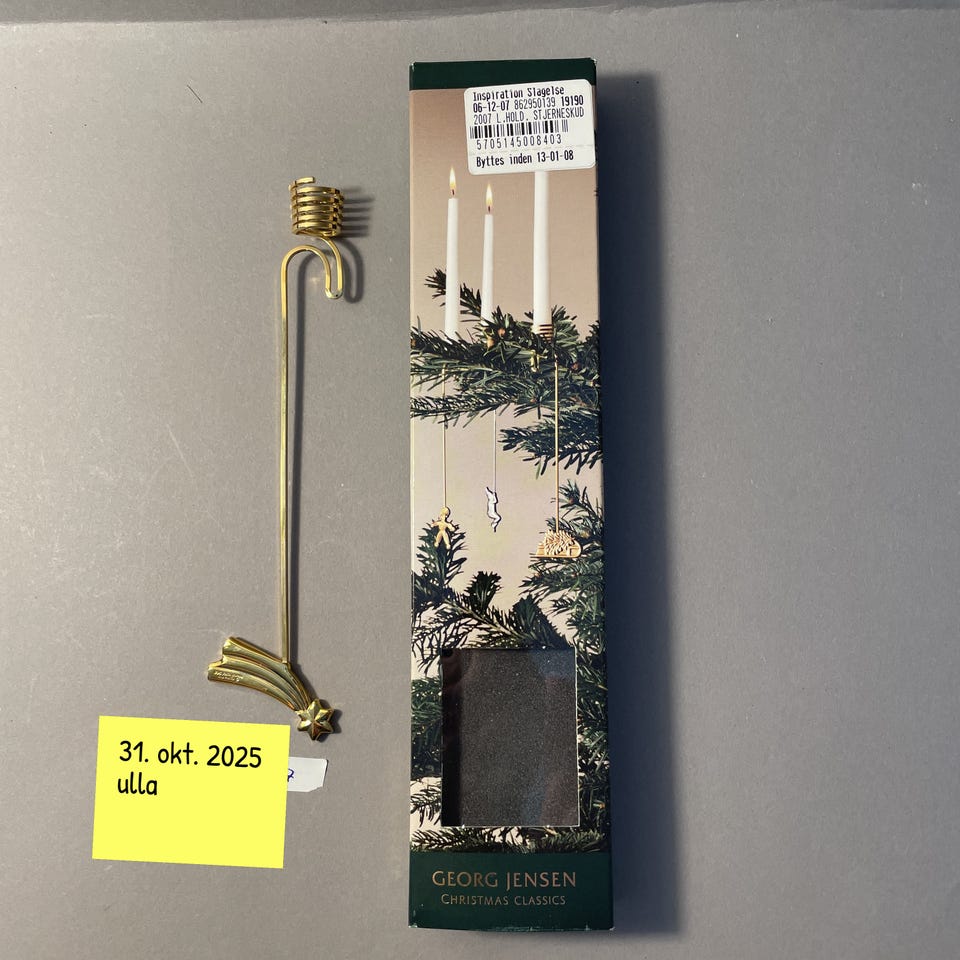 Inspiration Slagelse
06-12-07 862950139 19190
2007 L.HOLD. STJERNESKUD
5705145008403
Byttes inden 13-01-08
31. okt. 2025
ulla
GEORG JENSEN
CHRISTMAS CLASSICS